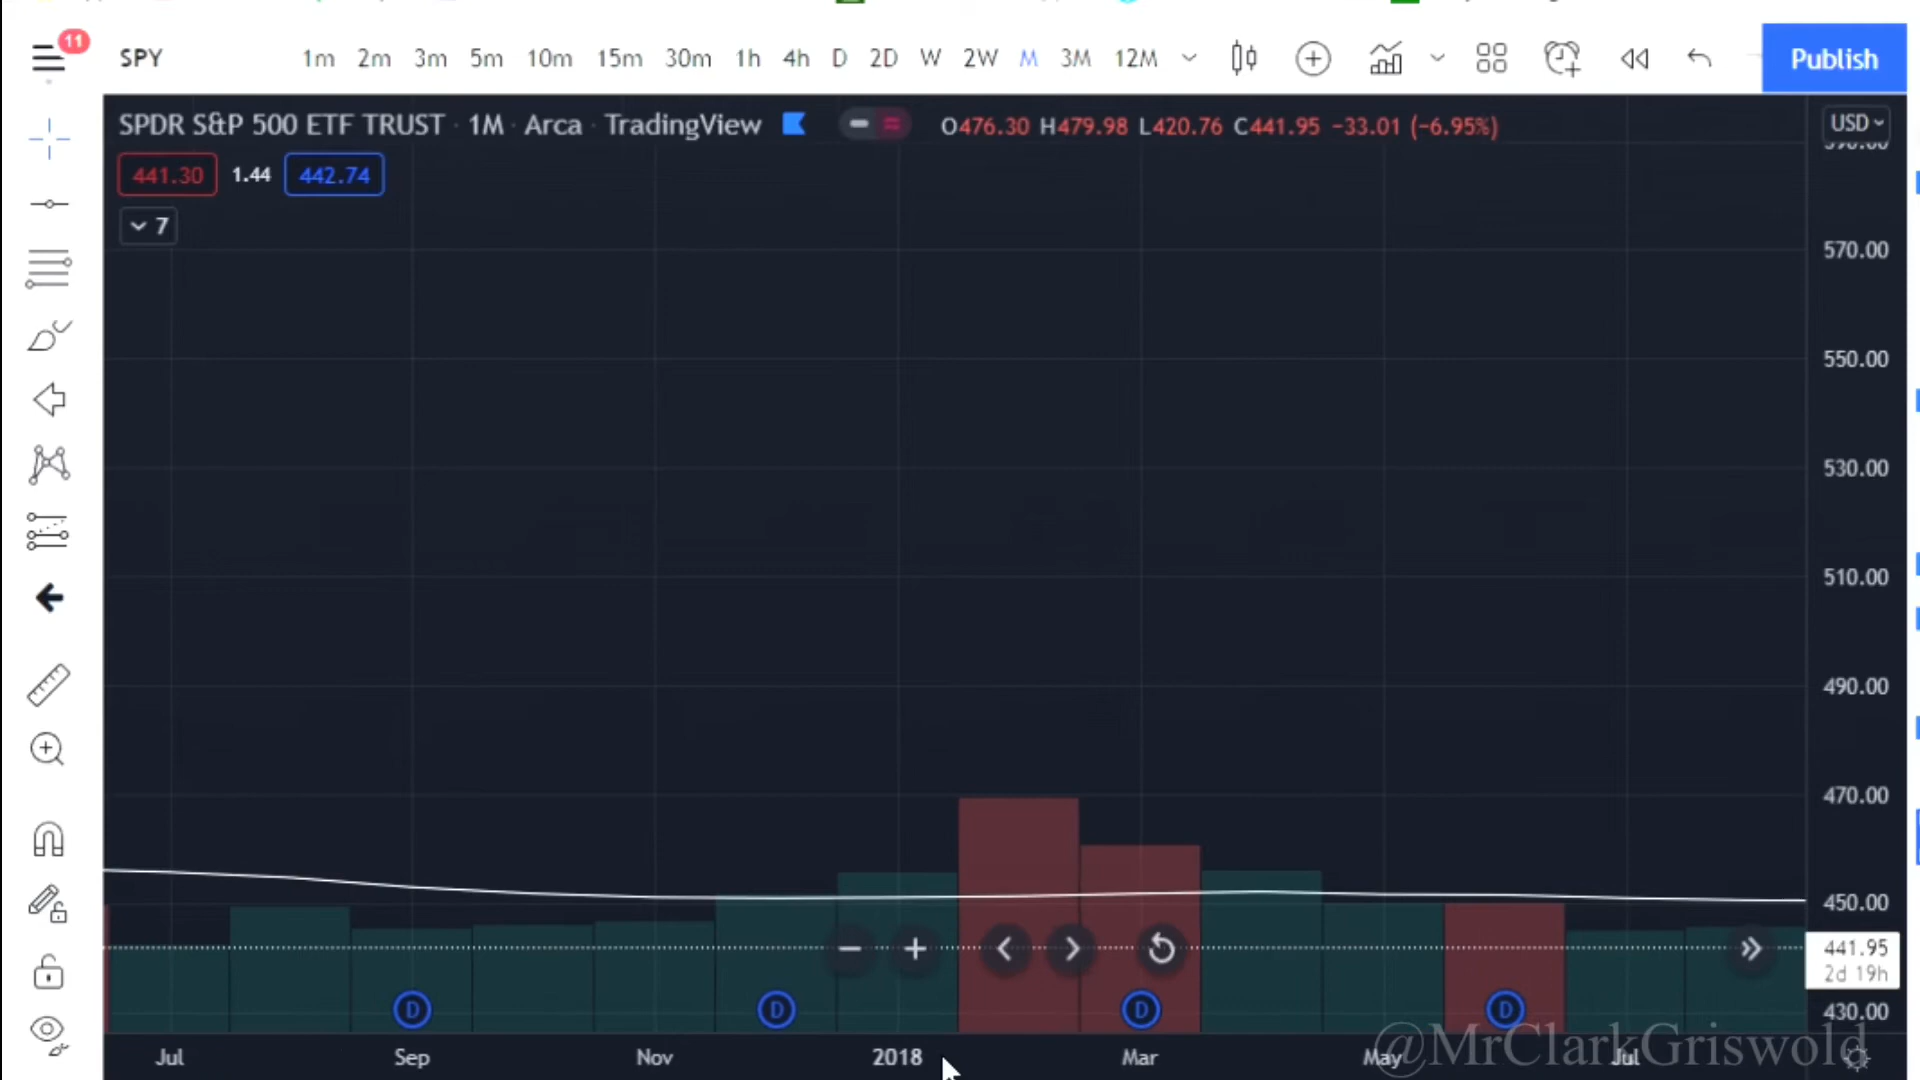 11
SPY 1m 2m 3m 5m 10m 15m 30m 1h 4h D 2D W 2W M 3M 12M Publish
SPDR S&P 500 ETF TRUST · 1M · Arca · TradingView O476.30 H479.98 L420.76 C441.95 −33.01 (−6.95%) USD
441.30 1.44 442.74
7
570.00
550.00
530.00
510.00
490.00
470.00
450.00
441.95
2d 19h
430.00
D D D D
Jul Sep Nov 2018 Mar May Jul
@MrClarkGriswold